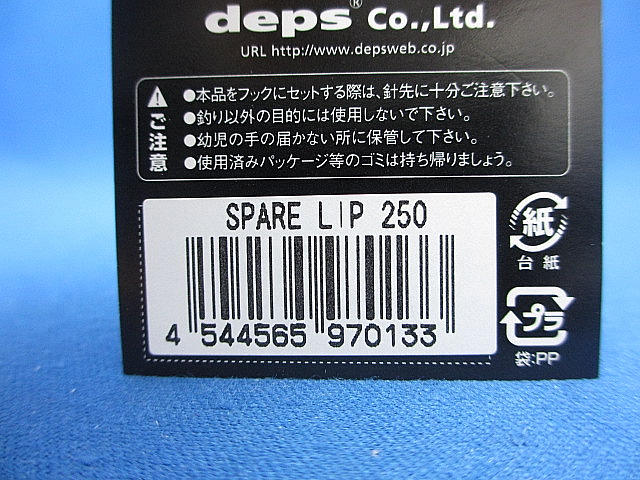 deps® Co.,Ltd.
URL http://www.depsweb.co.jp
ご注意
●本品をフックにセットする際は、針先に十分ご注意下さい。
●釣り以外の目的には使用しないで下さい。
●幼児の手の届かない所に保管して下さい。
●使用済みパッケージ等のゴミは持ち帰りましょう。
SPARE LIP 250
4 544565 970133
紙
台紙
プラ
袋:PP